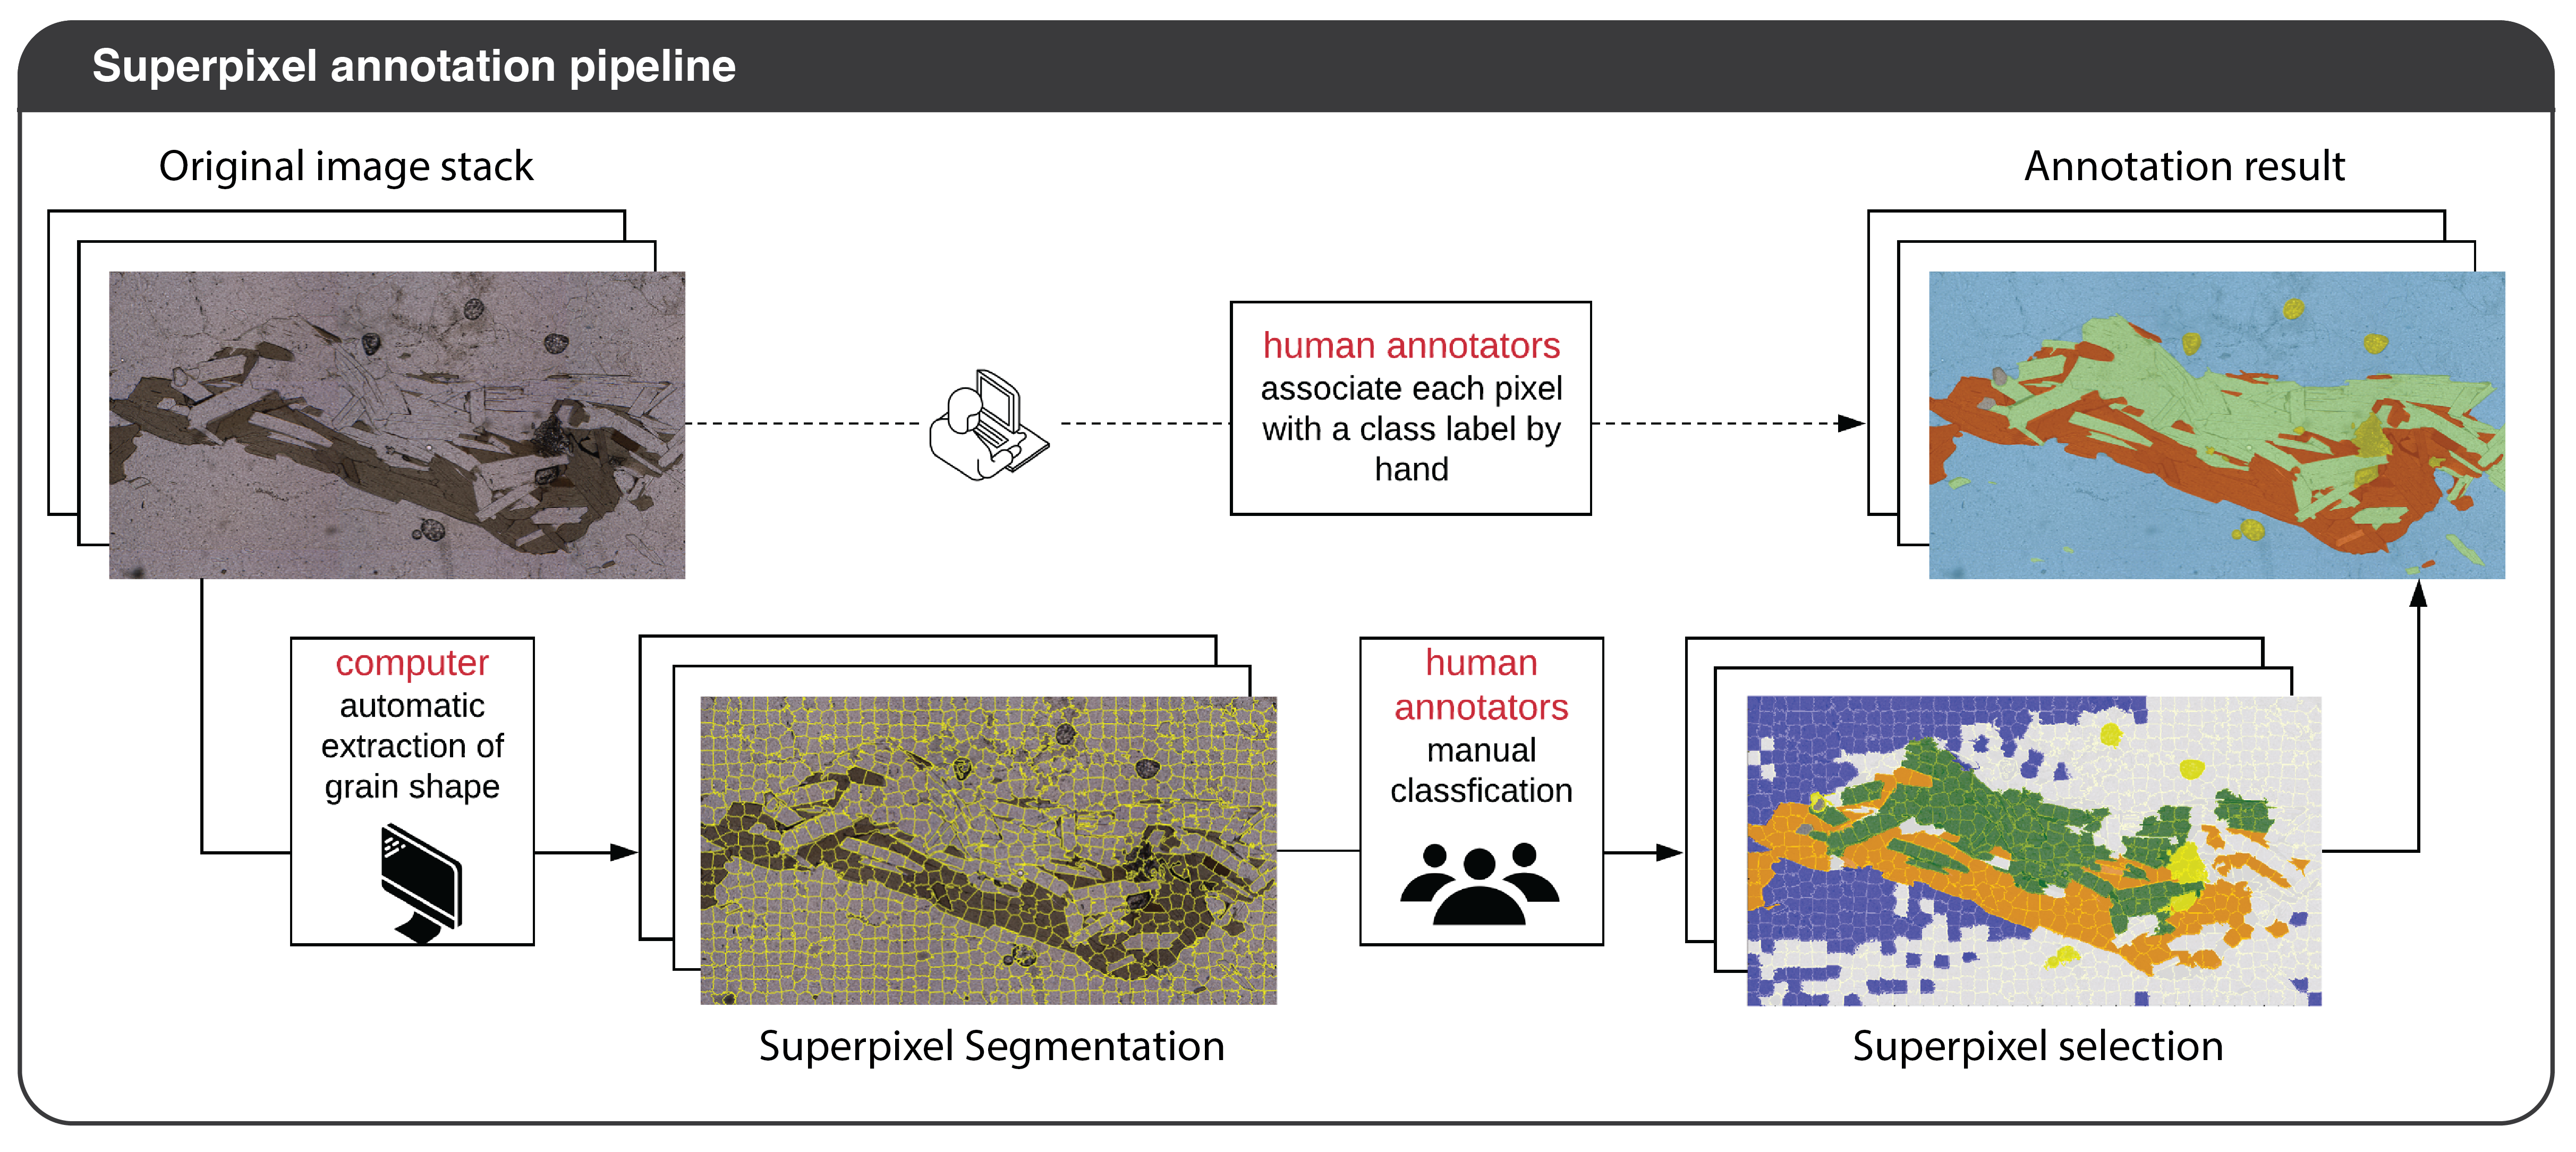 Superpixel annotation pipeline
Original image stack
Annotation result
human annotators
associate each pixel
with a class label by
hand
computer
automatic
extraction of
grain shape
human
annotators
manual
classfication
Superpixel Segmentation
Superpixel selection